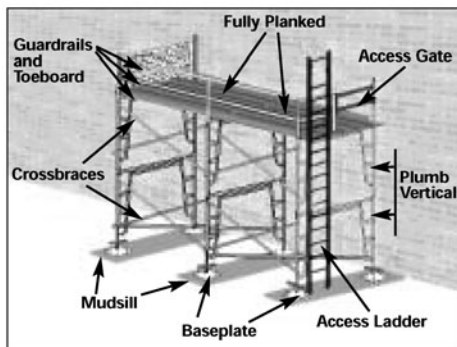 Guardrails
and
Toeboard
Fully Planked
Access Gate
Crossbraces
Plumb
Vertical
Mudsill
Baseplate
Access Ladder